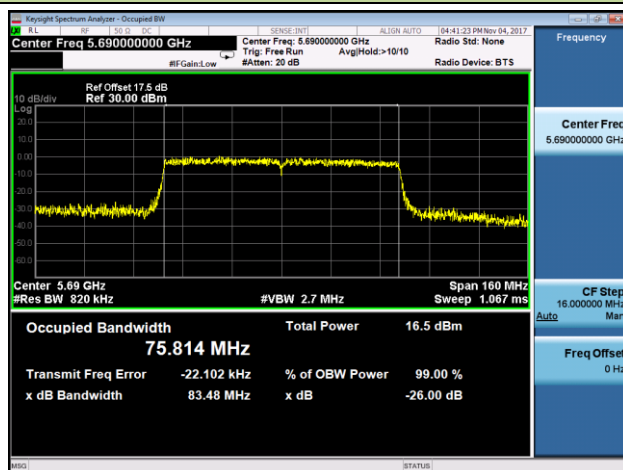 Keysight Spectrum Analyzer - Occupied BW
RL RF 50 Ω DC SENSE:INT ALIGN AUTO 04:41:23 PM Nov 04, 2017
Center Freq 5.690000000 GHz
Center Freq: 5.690000000 GHz
Radio Std: None
Trig: Free Run Avg|Hold:>10/10
#IFGain:Low #Atten: 20 dB Radio Device: BTS
Ref Offset 17.5 dB
10 dB/div Ref 30.00 dBm
Log
20.0
10.0
0.00
-10.0
-20.0
-30.0
-40.0
-50.0
-60.0
Center 5.69 GHz Span 160 MHz
#Res BW 820 kHz #VBW 2.7 MHz Sweep 1.067 ms
Occupied Bandwidth Total Power 16.5 dBm
75.814 MHz
Transmit Freq Error -22.102 kHz % of OBW Power 99.00 %
x dB Bandwidth 83.48 MHz x dB -26.00 dB
MSG STATUS
Frequency
Center Freq
5.690000000 GHz
CF Step
16.000000 MHz
Auto Man
Freq Offset
0 Hz